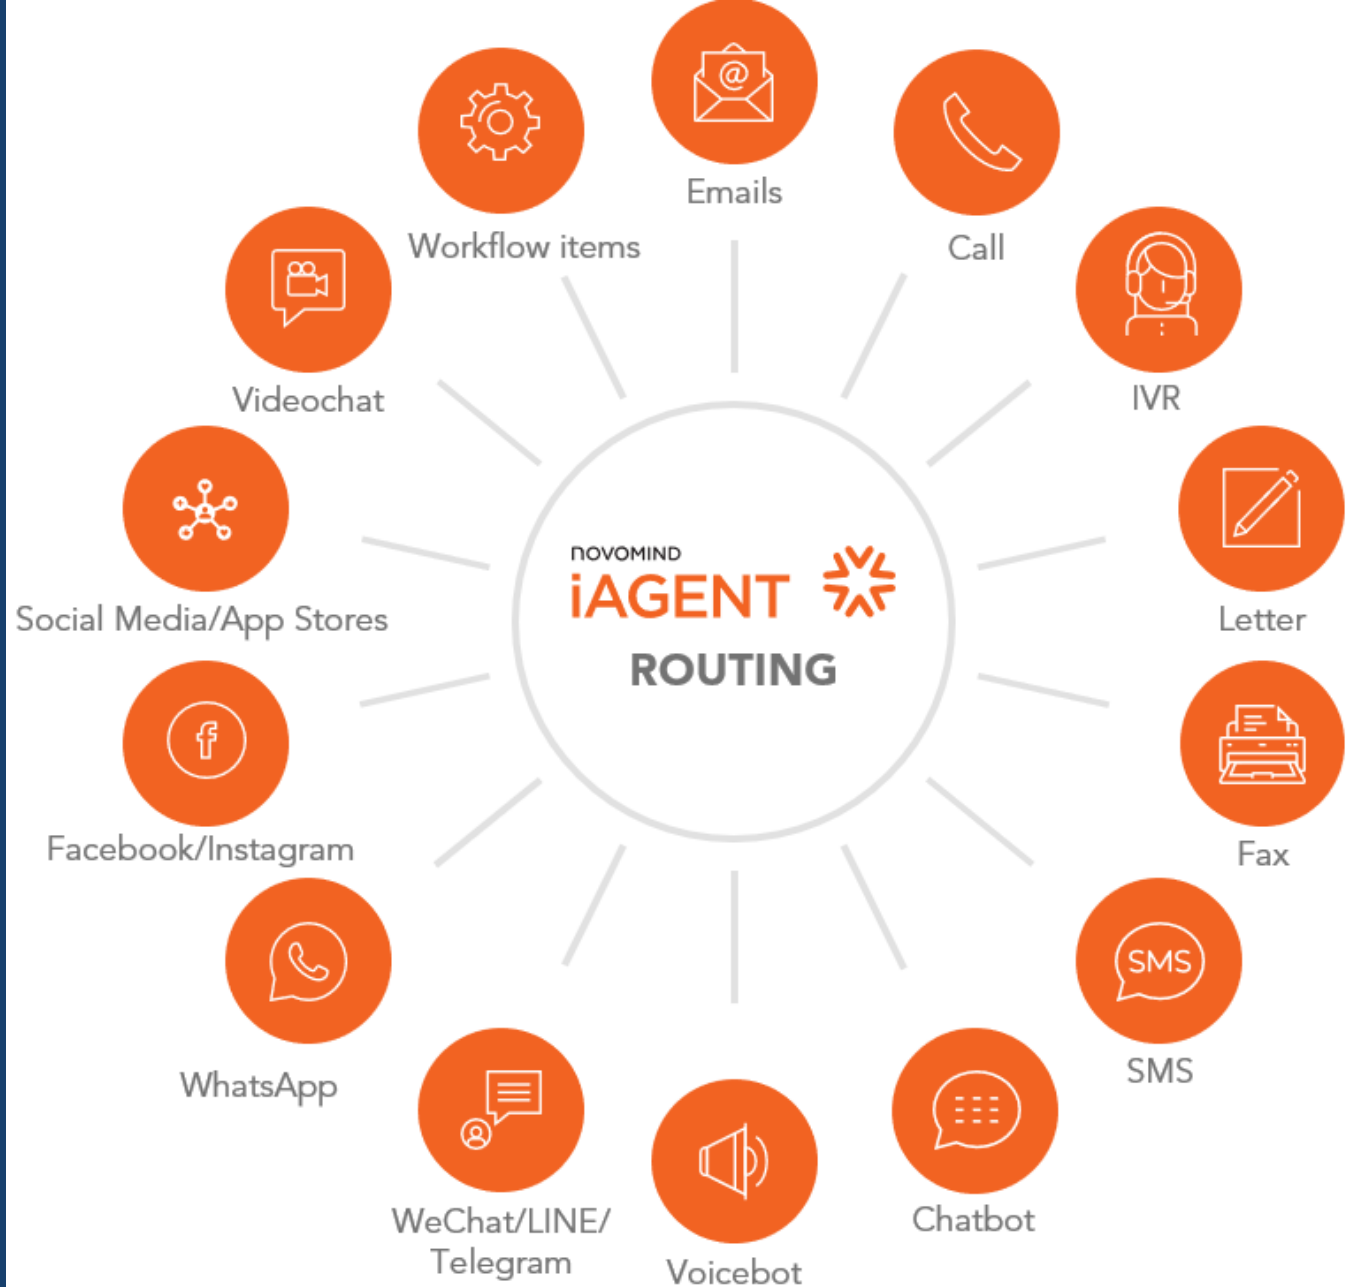 Emails
Workflow items
Call
Videochat
IVR
NOVOMIND
iAGENT
ROUTING
Social Media/App Stores
Letter
Facebook/Instagram
Fax
SMS
WhatsApp
SMS
WeChat/LINE/
Telegram
Chatbot
Voicebot